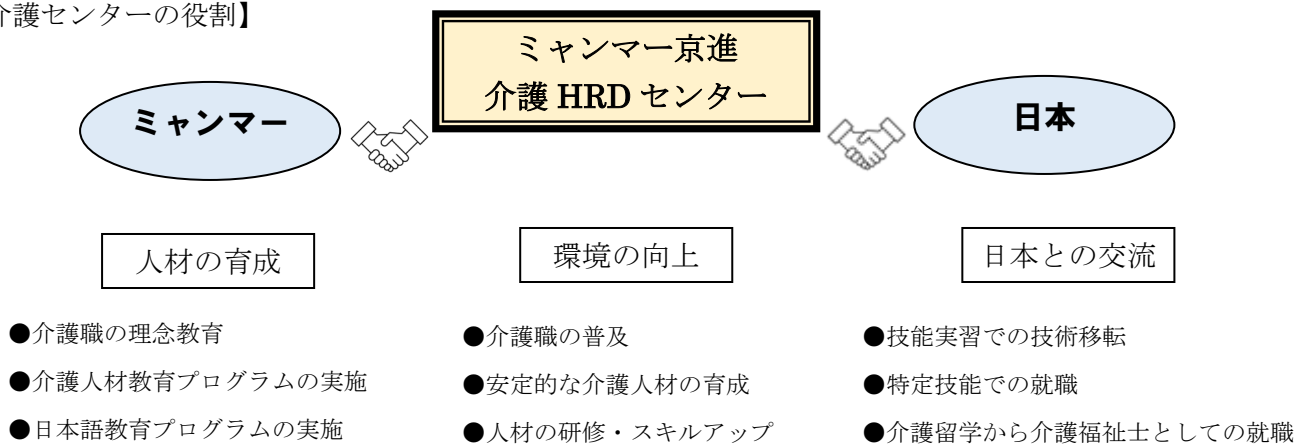 介護センターの役割】
ミャンマー京進
介護 HRD センター
ミャンマー
日本
人材の育成
環境の向上
日本との交流
●介護職の理念教育
●介護人材教育プログラムの実施
●日本語教育プログラムの実施
●介護職の普及
●安定的な介護人材の育成
●人材の研修・スキルアップ
●技能実習での技術移転
●特定技能での就職
●介護留学から介護福祉士としての就職